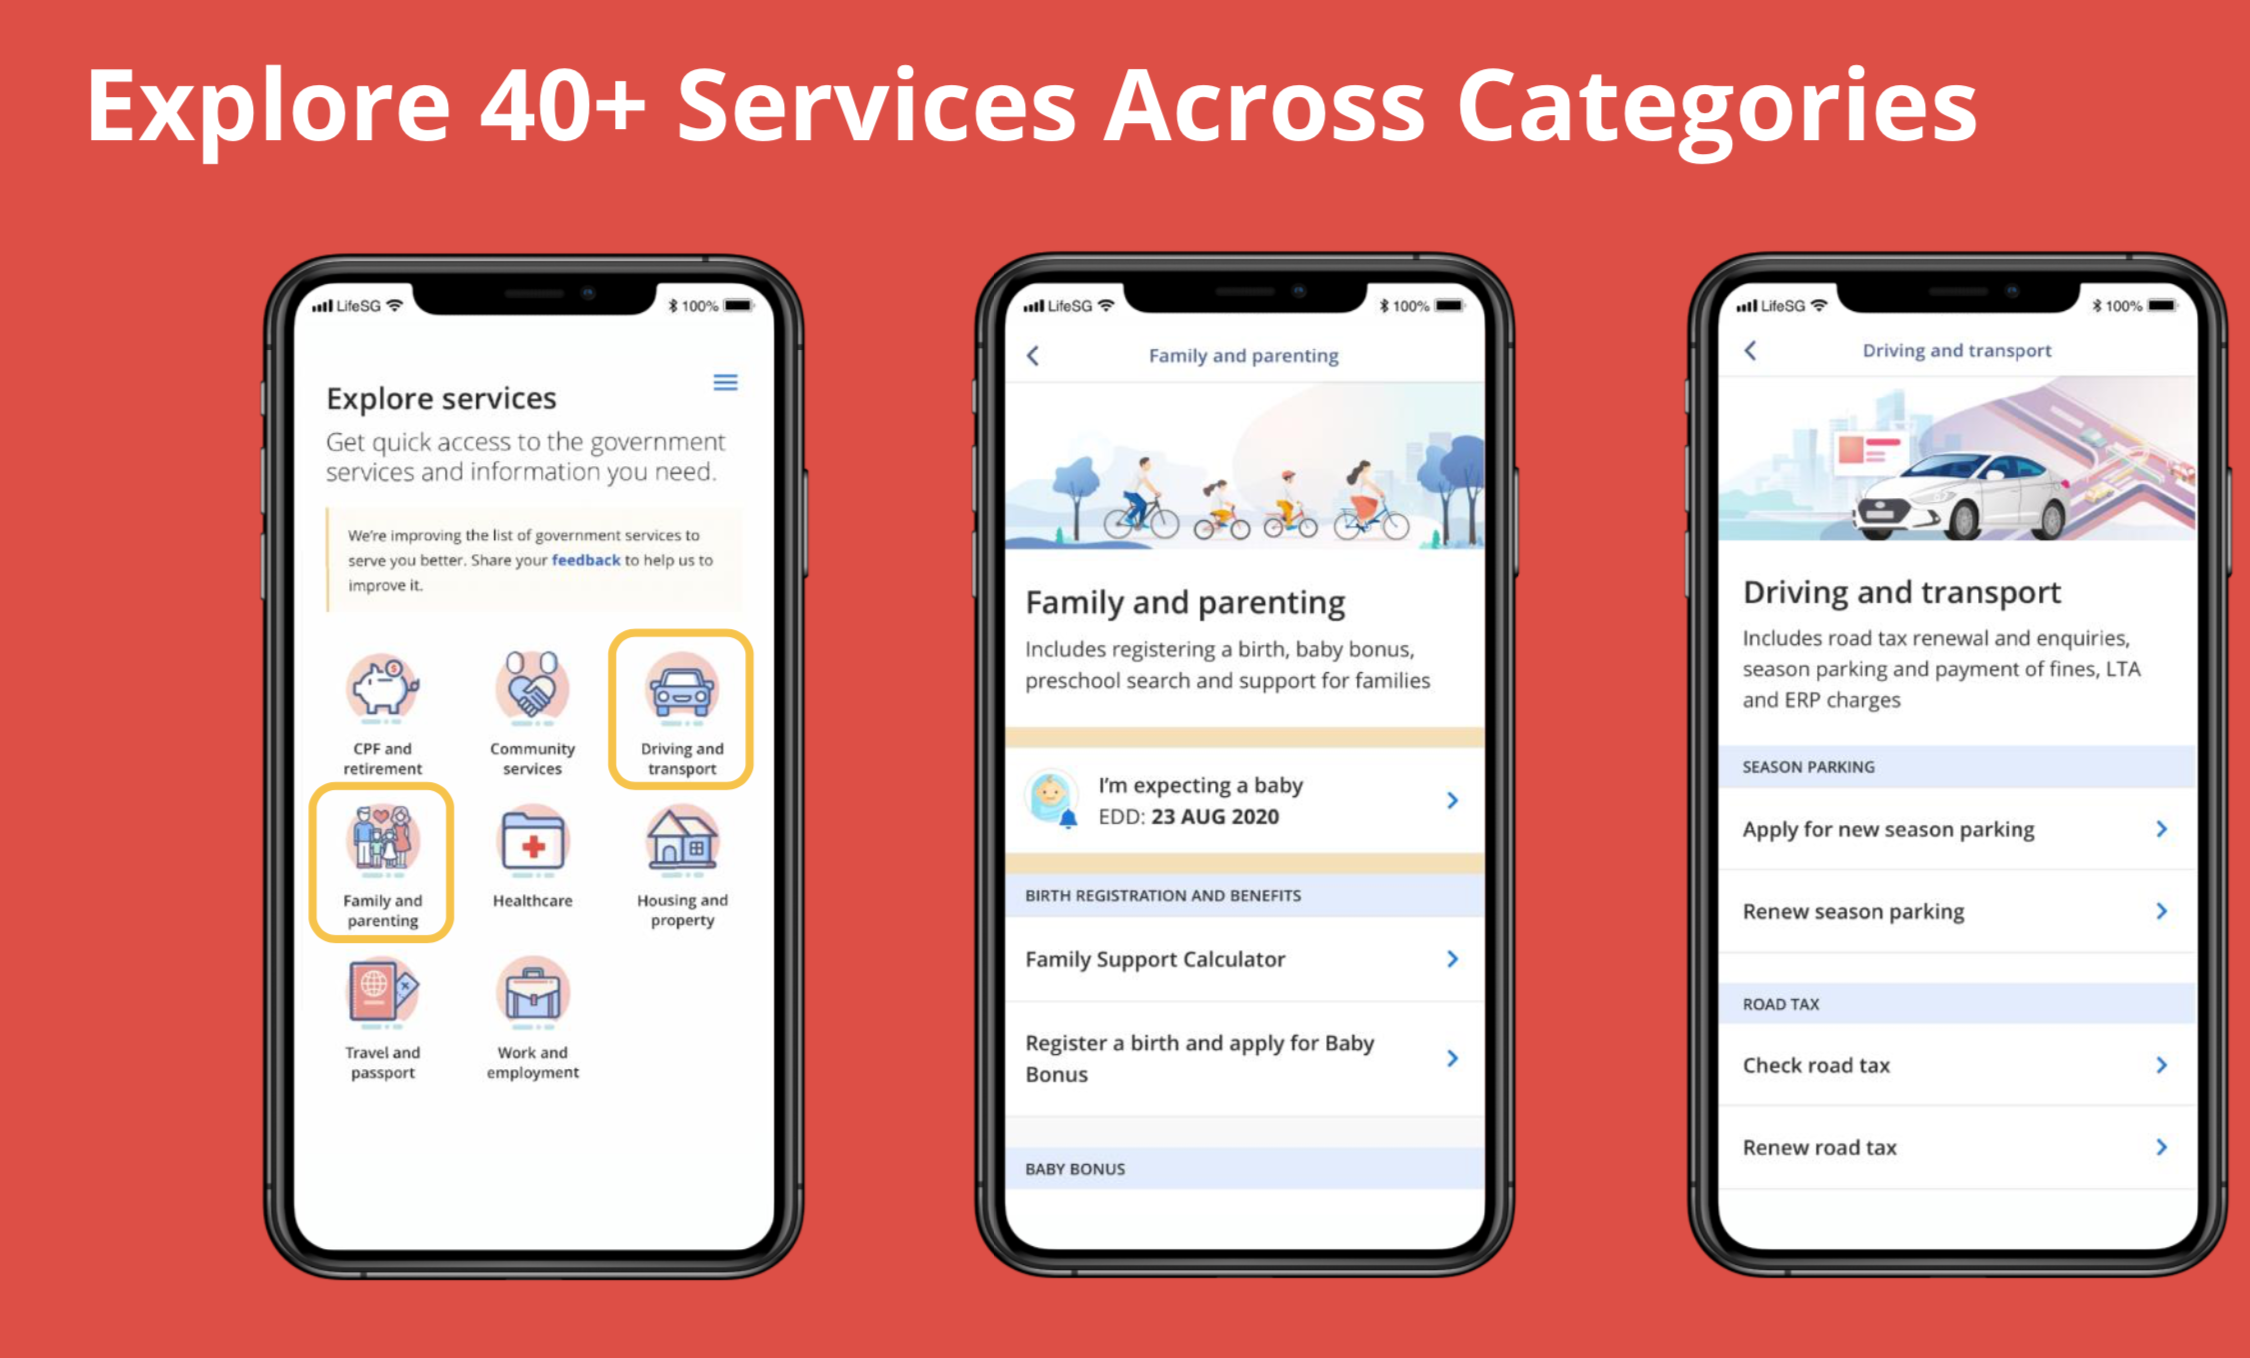 Explore 40+ Services Across Categories
LifeSG
100%
Explore services
Get quick access to the government
services and information you need.
We're improving the list of government services to
serve you better. Share your feedback to help us to
improve it.
CPF and
retirement
Community
services
Driving and
transport
Family and
parenting
Healthcare
Housing and
property
Travel and
passport
Work and
employment
LifeSG
100%
Family and parenting
Family and parenting
Includes registering a birth, baby bonus,
preschool search and support for families
I'm expecting a baby
EDD: 23 AUG 2020
BIRTH REGISTRATION AND BENEFITS
Family Support Calculator
Register a birth and apply for Baby
Bonus
BABY BONUS
LifeSG
100%
Driving and transport
Driving and transport
Includes road tax renewal and enquiries,
season parking and payment of fines, LTA
and ERP charges
SEASON PARKING
Apply for new season parking
Renew season parking
ROAD TAX
Check road tax
Renew road tax